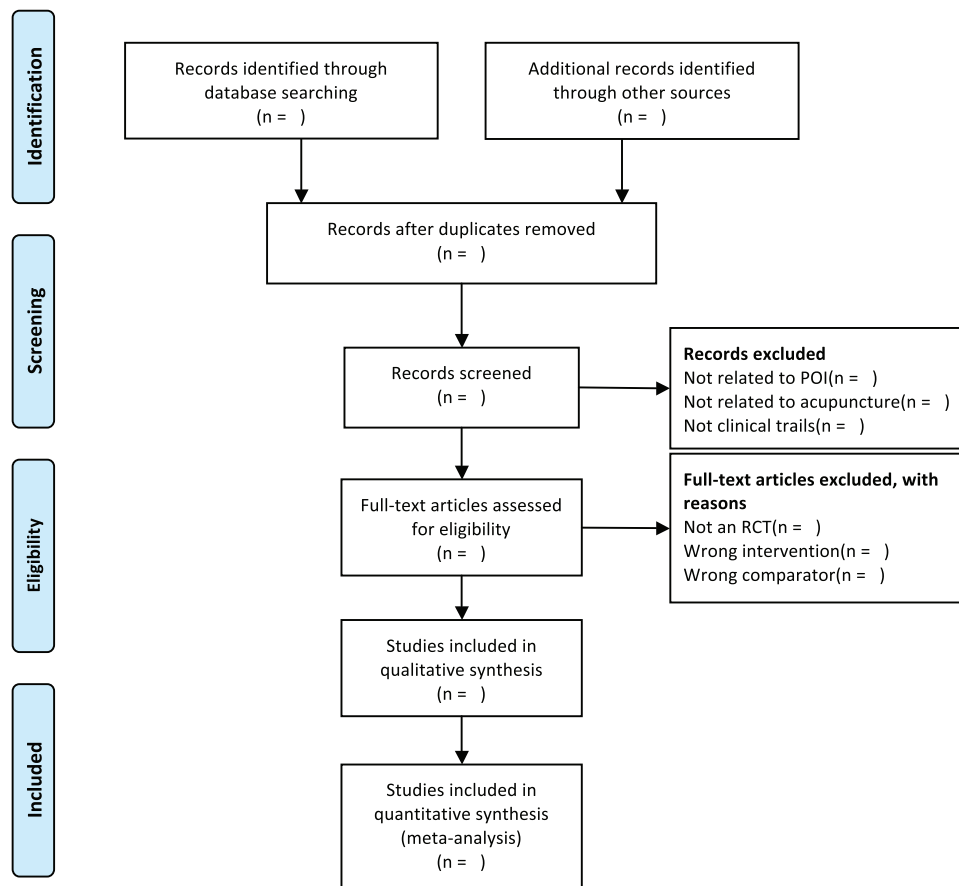 Identification
Records identified through
database searching
(n =   )
Additional records identified
through other sources
(n =   )
Records after duplicates removed
(n =   )
Screening
Records screened
(n =   )
Records excluded
Not related to POI(n =   )
Not related to acupuncture(n =   )
Not clinical trails(n =   )
Eligibility
Full-text articles assessed
for eligibility
(n =   )
Full-text articles excluded, with
reasons
Not an RCT(n =   )
Wrong intervention(n =   )
Wrong comparator(n =   )
Studies included in
qualitative synthesis
(n =   )
Included
Studies included in
quantitative synthesis
(meta-analysis)
(n =   )